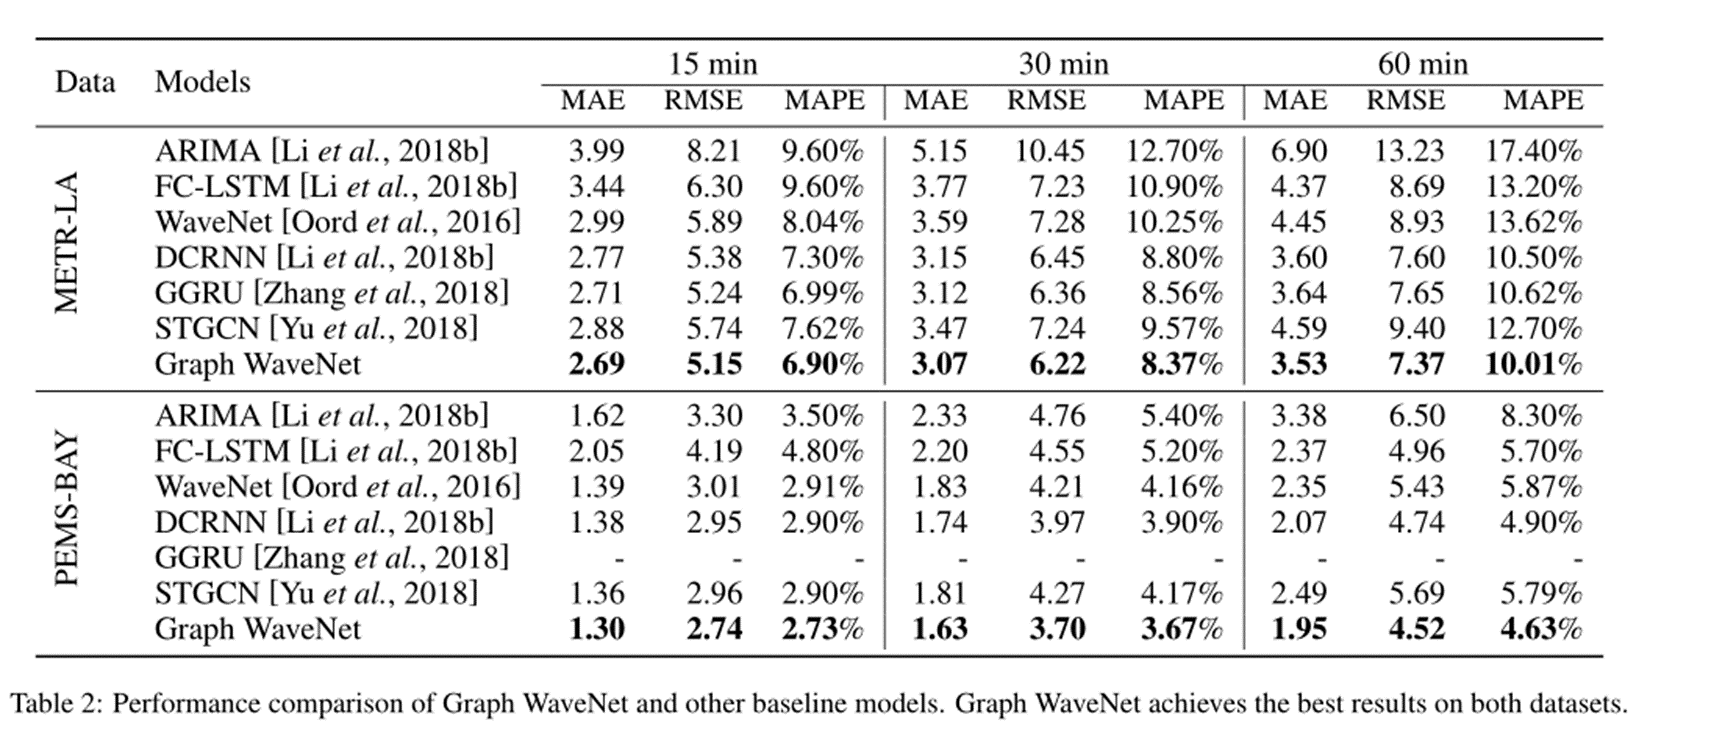 15 min 30 min 60 min
Data Models MAE RMSE MAPE MAE RMSE MAPE MAE RMSE MAPE
METR-LA
ARIMA [Li et al., 2018b] 3.99 8.21 9.60% 5.15 10.45 12.70% 6.90 13.23 17.40%
FC-LSTM [Li et al., 2018b] 3.44 6.30 9.60% 3.77 7.23 10.90% 4.37 8.69 13.20%
WaveNet [Oord et al., 2016] 2.99 5.89 8.04% 3.59 7.28 10.25% 4.45 8.93 13.62%
DCRNN [Li et al., 2018b] 2.77 5.38 7.30% 3.15 6.45 8.80% 3.60 7.60 10.50%
GGRU [Zhang et al., 2018] 2.71 5.24 6.99% 3.12 6.36 8.56% 3.64 7.65 10.62%
STGCN [Yu et al., 2018] 2.88 5.74 7.62% 3.47 7.24 9.57% 4.59 9.40 12.70%
Graph WaveNet 2.69 5.15 6.90% 3.07 6.22 8.37% 3.53 7.37 10.01%
PEMS-BAY
ARIMA [Li et al., 2018b] 1.62 3.30 3.50% 2.33 4.76 5.40% 3.38 6.50 8.30%
FC-LSTM [Li et al., 2018b] 2.05 4.19 4.80% 2.20 4.55 5.20% 2.37 4.96 5.70%
WaveNet [Oord et al., 2016] 1.39 3.01 2.91% 1.83 4.21 4.16% 2.35 5.43 5.87%
DCRNN [Li et al., 2018b] 1.38 2.95 2.90% 1.74 3.97 3.90% 2.07 4.74 4.90%
GGRU [Zhang et al., 2018] - - - - - - - - -
STGCN [Yu et al., 2018] 1.36 2.96 2.90% 1.81 4.27 4.17% 2.49 5.69 5.79%
Graph WaveNet 1.30 2.74 2.73% 1.63 3.70 3.67% 1.95 4.52 4.63%
Table 2: Performance comparison of Graph WaveNet and other baseline models. Graph WaveNet achieves the best results on both datasets.